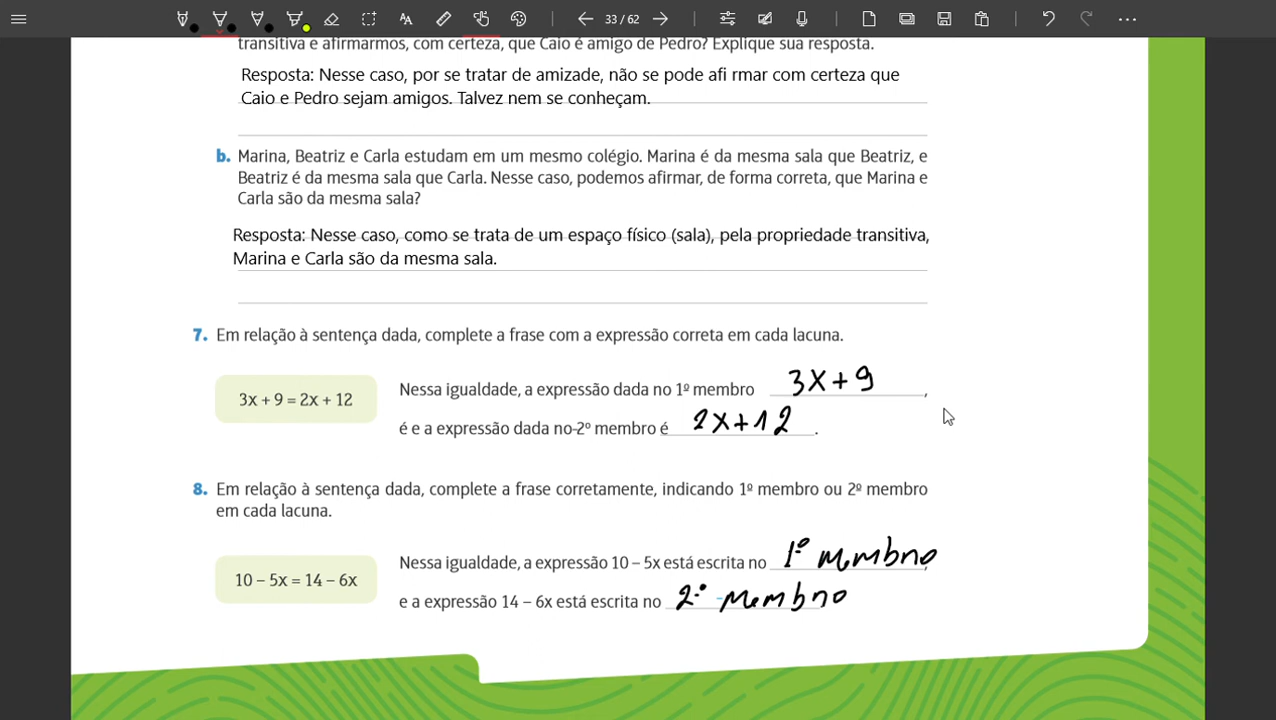 33 / 62
transitiva e afirmarmos, com certeza, que Caio é amigo de Pedro? Explique sua resposta.
Resposta: Nesse caso, por se tratar de amizade, não se pode afi rmar com certeza que
Caio e Pedro sejam amigos. Talvez nem se conheçam.
b. Marina, Beatriz e Carla estudam em um mesmo colégio. Marina é da mesma sala que Beatriz, e
Beatriz é da mesma sala que Carla. Nesse caso, podemos afirmar, de forma correta, que Marina e
Carla são da mesma sala?
Resposta: Nesse caso, como se trata de um espaço físico (sala), pela propriedade transitiva,
Marina e Carla são da mesma sala.
7. Em relação à sentença dada, complete a frase com a expressão correta em cada lacuna.
3x + 9 = 2x + 12
Nessa igualdade, a expressão dada no 1º membro 3x+9,
é e a expressão dada no-2º membro é 2x+12.
8. Em relação à sentença dada, complete a frase corretamente, indicando 1º membro ou 2º membro
em cada lacuna.
10 – 5x = 14 – 6x
Nessa igualdade, a expressão 10 – 5x está escrita no 1º membro,
e a expressão 14 – 6x está escrita no 2º membro